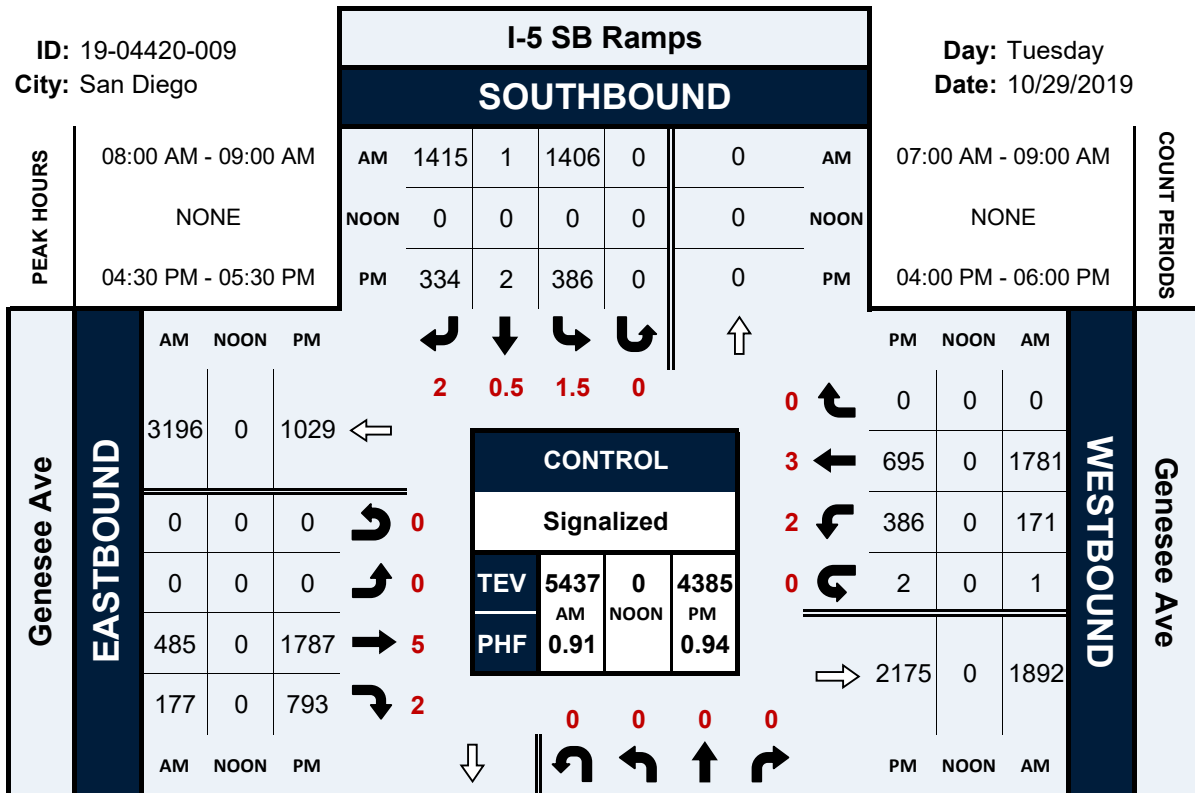 I-5 SB Ramps
ID: 19-04420-009
Day: Tuesday
City: San Diego
Date: 10/29/2019
SOUTHBOUND
PEAK HOURS
08:00 AM - 09:00 AM
NONE
04:30 PM - 05:30 PM
AM 1415 1 1406 0 0 AM
NOON 0 0 0 0 0 NOON
PM 334 2 386 0 0 PM
07:00 AM - 09:00 AM
NONE
04:00 PM - 06:00 PM
COUNT PERIODS
2 0.5 1.5 0
Genesee Ave
EASTBOUND
AM NOON PM
3196 0 1029
0 0 0 0
0 0 0 0
485 0 1787 5
177 0 793 2
AM NOON PM
CONTROL
Signalized
TEV 5437 0 4385
AM NOON PM
PHF 0.91 0.94
PM NOON AM
0 0 0 0
3 695 0 1781
2 386 0 171
0 2 0 1
2175 0 1892
PM NOON AM
WESTBOUND
Genesee Ave
0 0 0 0